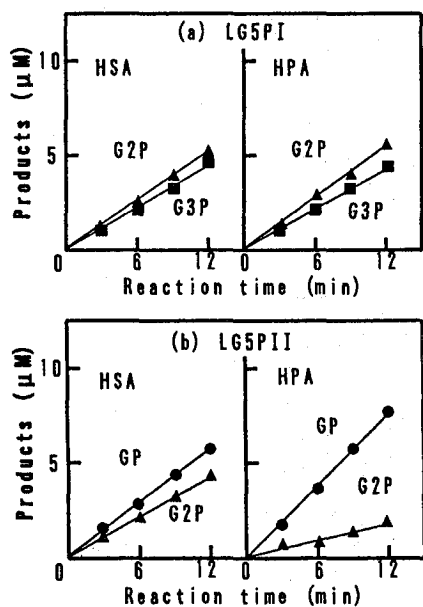 (a) LG5PI
Products (μM)
10
5
0
HSA
G2P
G3P
HPA
G2P
G3P
6 12 0 6 12
Reaction time (min)
(b) LG5PII
Products (μM)
10
5
0
HSA
GP
G2P
HPA
GP
G2P
6 12 0 6 12
Reaction time (min)